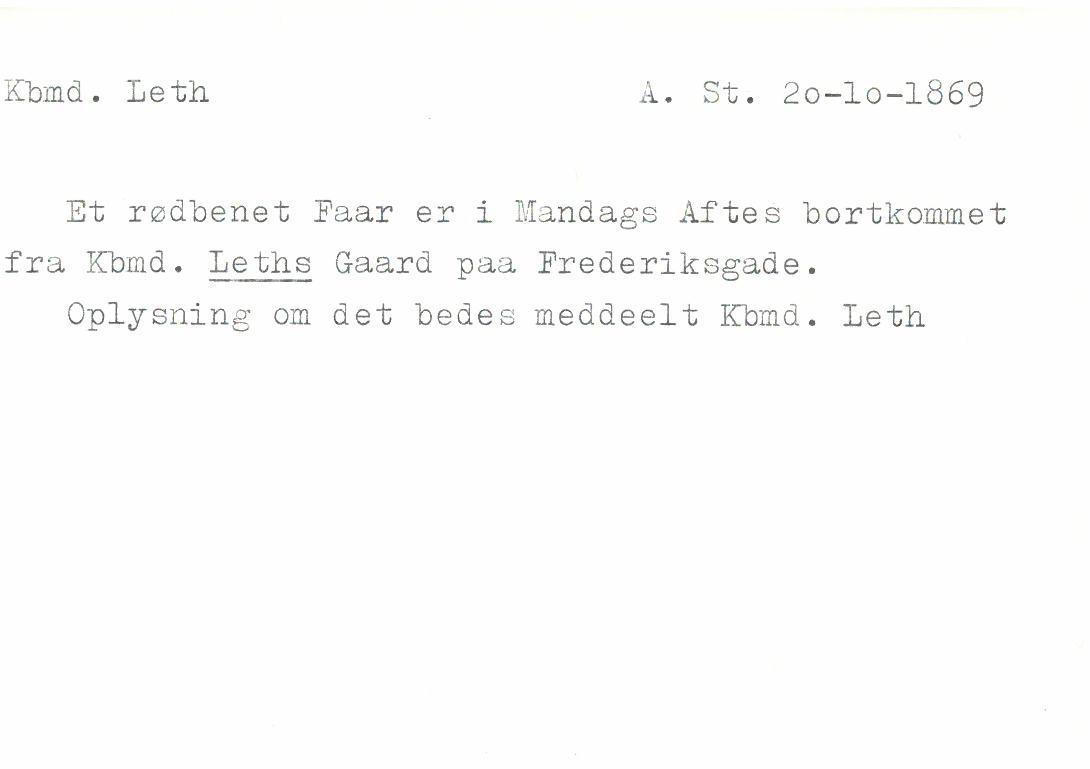 Kbmd. Leth A. St. 2o-lo-1869
Et rødbenet Faar er i Mandags Aftes bortkommet
fra Kbmd. Leths Gaard paa Frederiksgade.
Oplysning om det bedes meddeelt Kbmd. Leth